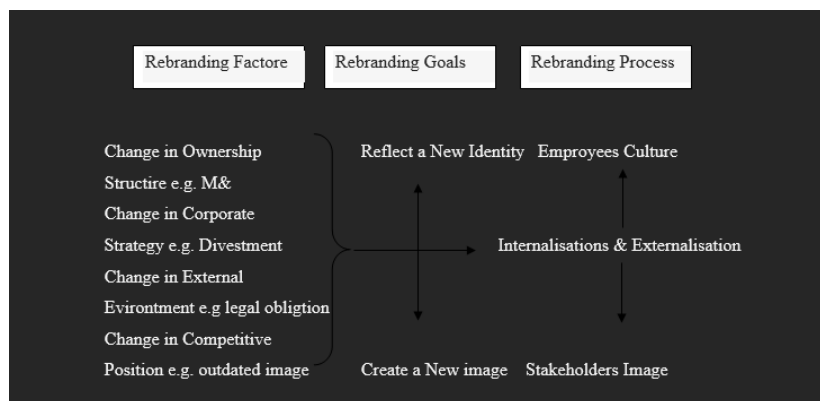 Rebranding Factore
Rebranding Goals
Rebranding Process
Change in Ownership
Structire e.g. M&
Change in Corporate
Strategy e.g. Divestment
Change in External
Evirontment e.g legal obligtion
Change in Competitive
Position e.g. outdated image
Reflect a New Identity
Create a New image
Emproyees Culture
Internalisations & Externalisation
Stakeholders Image